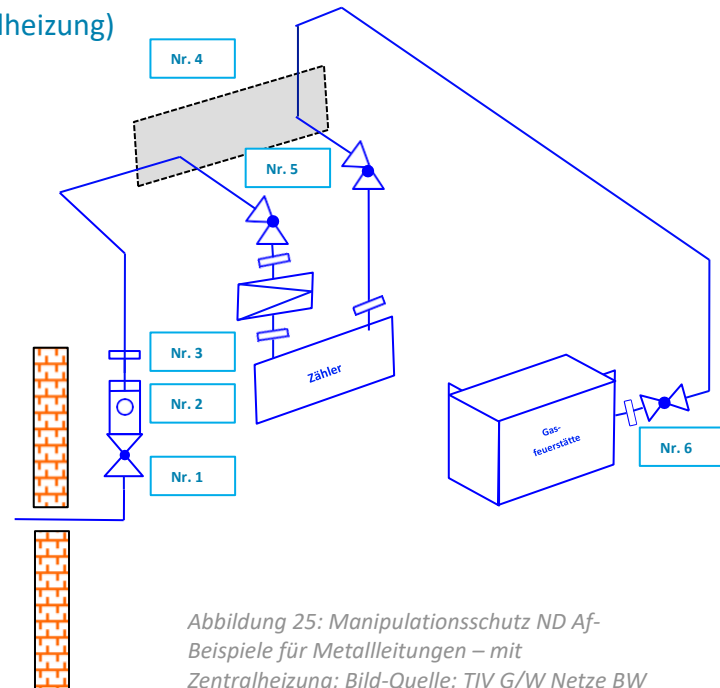 lheizung)
Nr. 4
Nr. 5
Nr. 3
Zähler
Nr. 2
Gas-
feuerstätte
Nr. 6
Nr. 1
Abbildung 25: Manipulationsschutz ND Af-
Beispiele für Metallleitungen – mit
Zentralheizung; Bild-Quelle: TIV G/W Netze BW